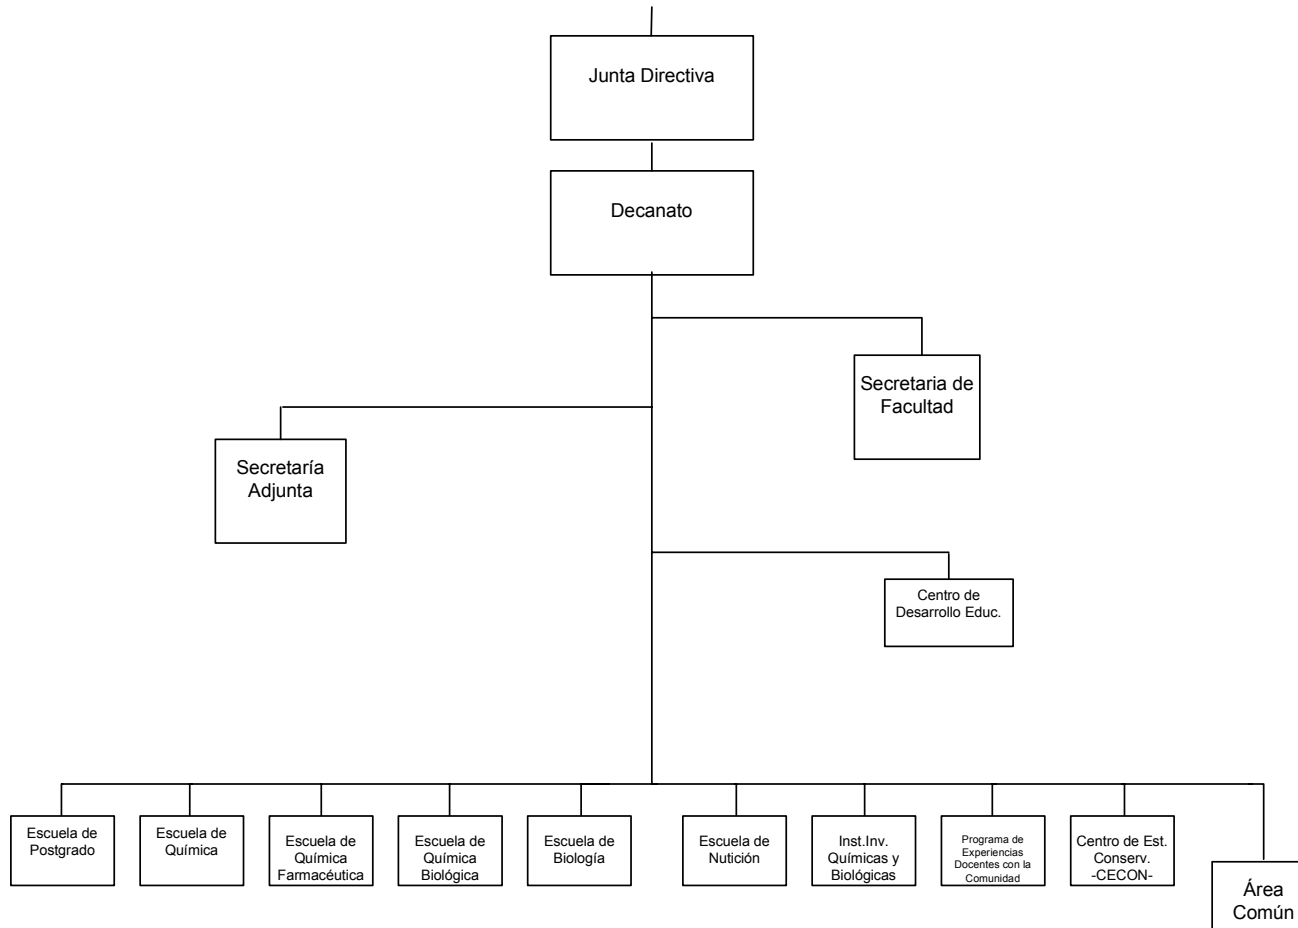 Junta Directiva
Decanato
Secretaria de
Facultad
Secretaría
Adjunta
Centro de
Desarrollo Educ.
Escuela de
Postgrado
Escuela de
Química
Escuela de
Química
Farmacéutica
Escuela de
Química
Biológica
Escuela de
Biología
Escuela de
Nutición
Inst.Inv.
Químicas y
Biológicas
Programa de
Experiencias
Docentes con la
Comunidad
Centro de Est.
Conserv.
-CECON-
Área
Común